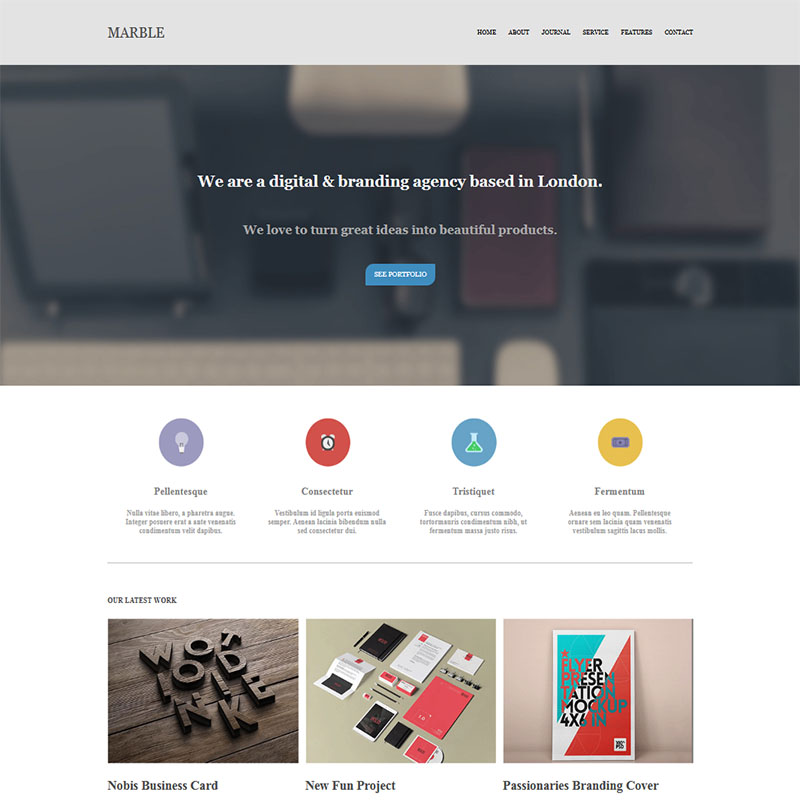 MARBLE
HOME ABOUT JOURNAL SERVICE FEATURES CONTACT
We are a digital & branding agency based in London.
We love to turn great ideas into beautiful products.
SEE PORTFOLIO
Pellentesque
Nulla vitae libero, a pharetra augue.
Integer posuere erat a ante venenatis
condimentum velit dapibus.
Consectetur
Vestibulum id ligula porta euismod
semper. Aenean lacinia bibendum nulla
sed consectetur dui.
Tristiquet
Fusce dapibus, cursus commodo,
tortormauris condimentum nibh, ut
fermentum massa justo risus.
Fermentum
Aenean eu leo quam. Pellentesque
ornare sem lacinia quam venenatis
vestibulum sagittis lacus mollis.
OUR LATEST WORK
FLYER
PRESEN
TATION
MOCKUP
4X6 IN
Nobis Business Card
New Fun Project
Passionaries Branding Cover